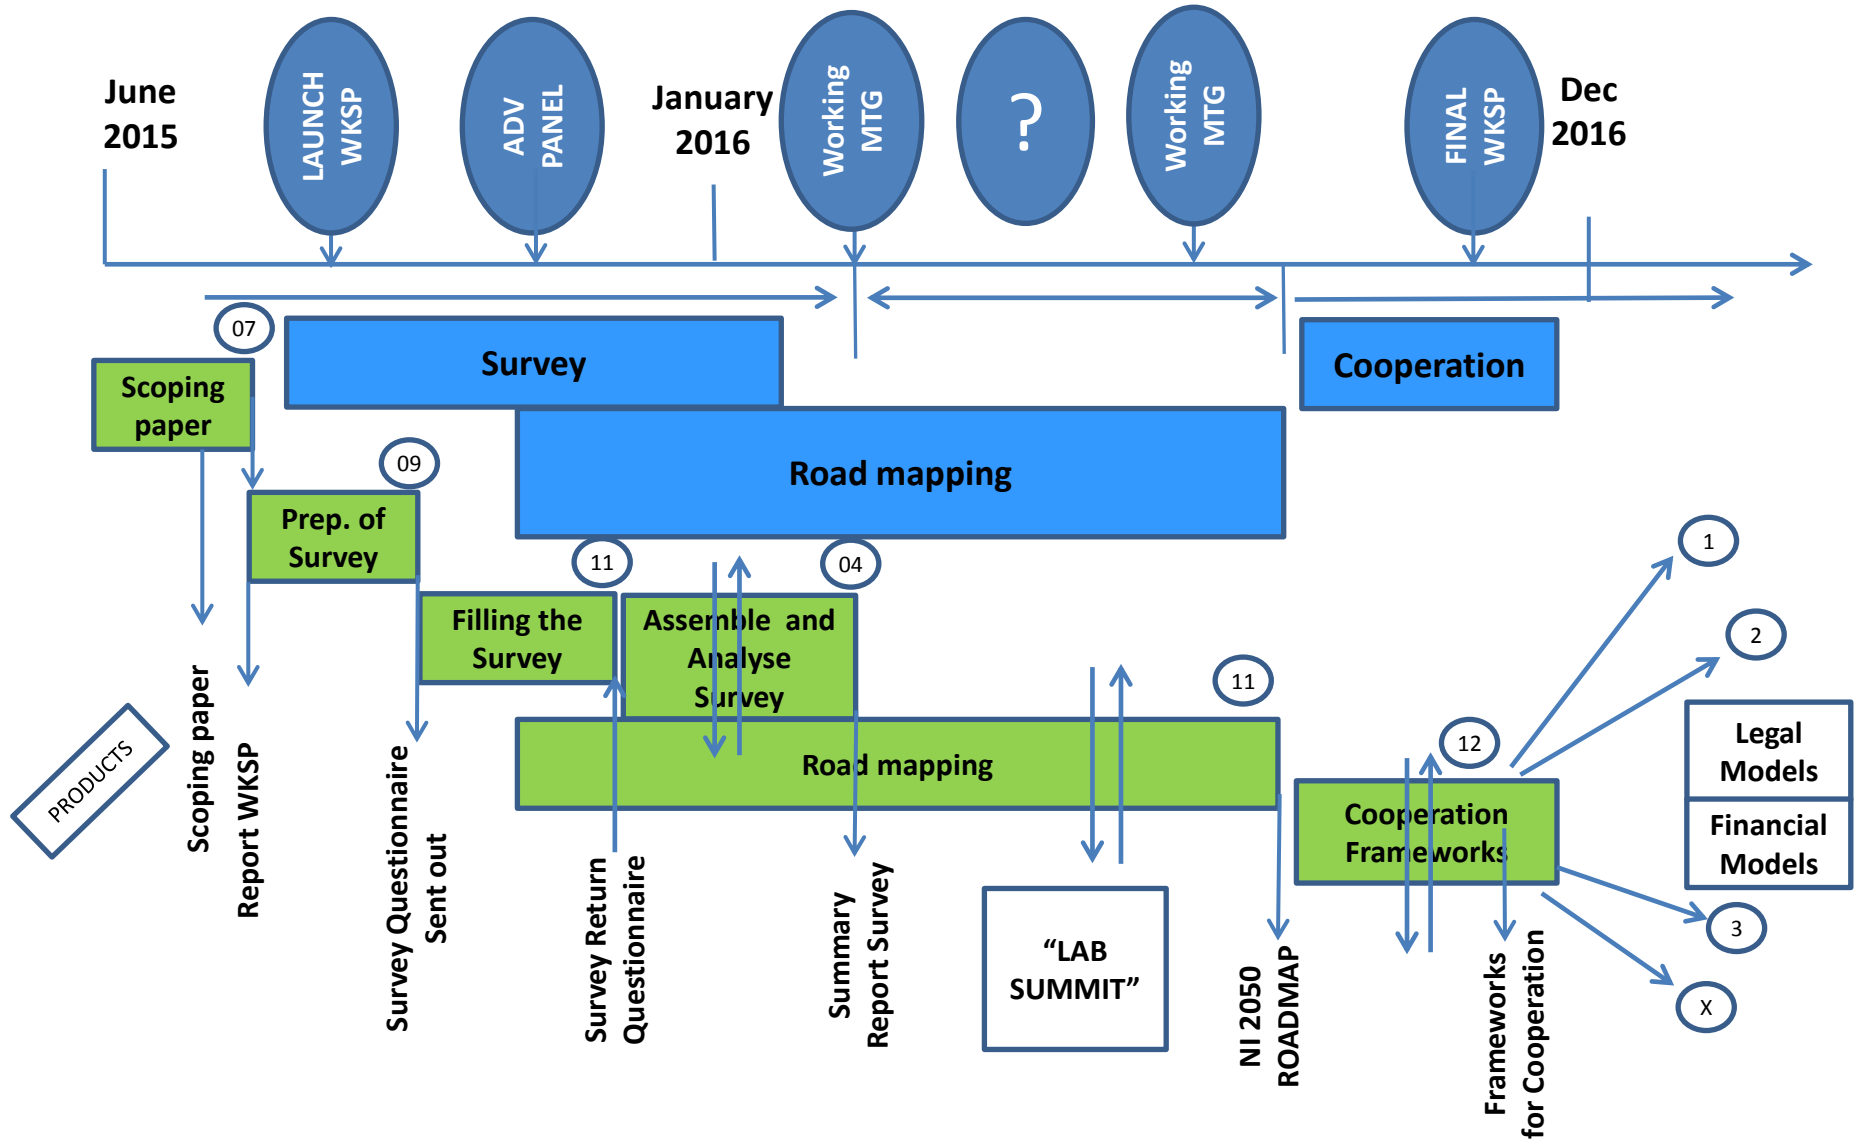 June
2015
LAUNCH
WKSP
ADV
PANEL
January
2016
Working
MTG
?
Working
MTG
FINAL
WKSP
Dec
2016
07
Survey
Cooperation
Scoping
paper
09
Road mapping
Prep. of
Survey
11
04
1
Filling the
Survey
Assemble and
Analyse
Survey
2
11
Road mapping
12
Legal
Models
Financial
Models
Cooperation
Frameworks
PRODUCTS
Scoping paper
Report WKSP
Survey Questionnaire
Sent out
Survey Return
Questionnaire
Summary
Report Survey
“LAB
SUMMIT”
NI 2050
ROADMAP
Frameworks
for Cooperation
3
X